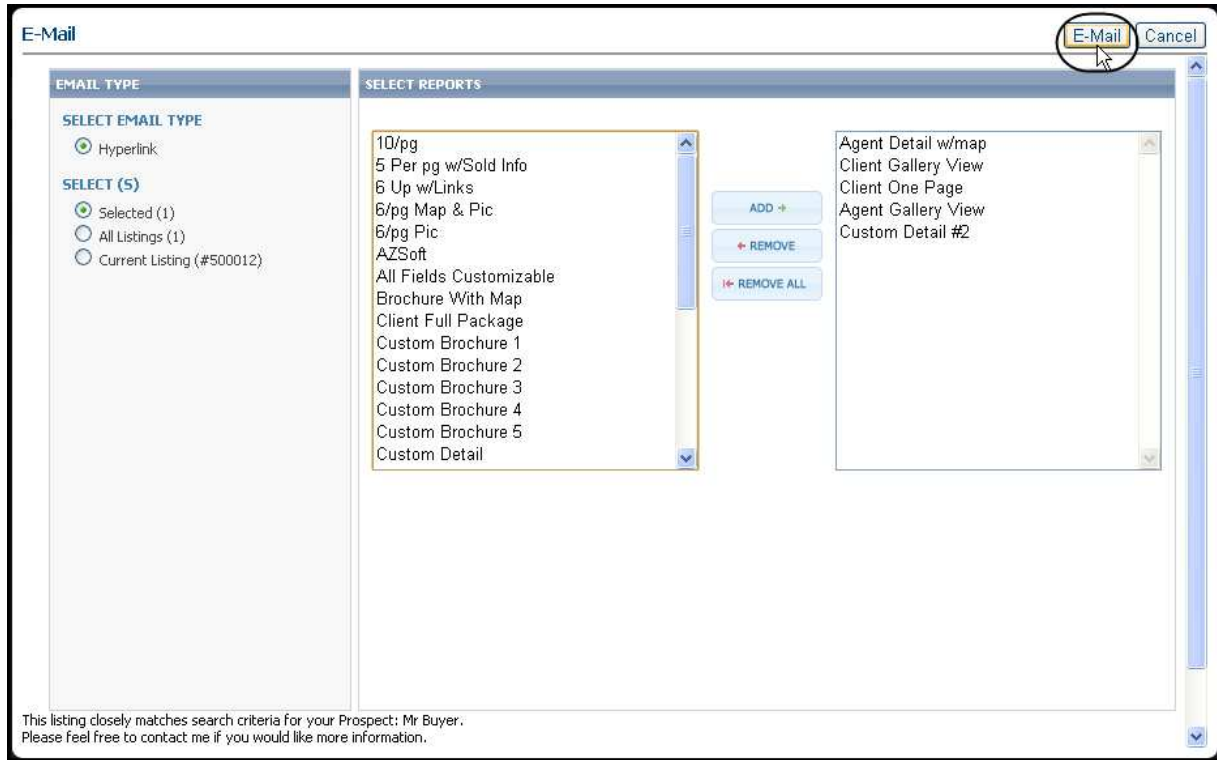 E-Mail
E-Mail Cancel
EMAIL TYPE
SELECT EMAIL TYPE
Hyperlink
SELECT (S)
Selected (1)
All Listings (1)
Current Listing (#500012)
SELECT REPORTS
10/pg
5 Per pg w/Sold Info
6 Up w/Links
6/pg Map & Pic
6/pg Pic
AZSoft
All Fields Customizable
Brochure With Map
Client Full Package
Custom Brochure 1
Custom Brochure 2
Custom Brochure 3
Custom Brochure 4
Custom Brochure 5
Custom Detail
ADD
REMOVE
REMOVE ALL
Agent Detail w/map
Client Gallery View
Client One Page
Agent Gallery View
Custom Detail #2
This listing closely matches search criteria for your Prospect: Mr Buyer.
Please feel free to contact me if you would like more information.